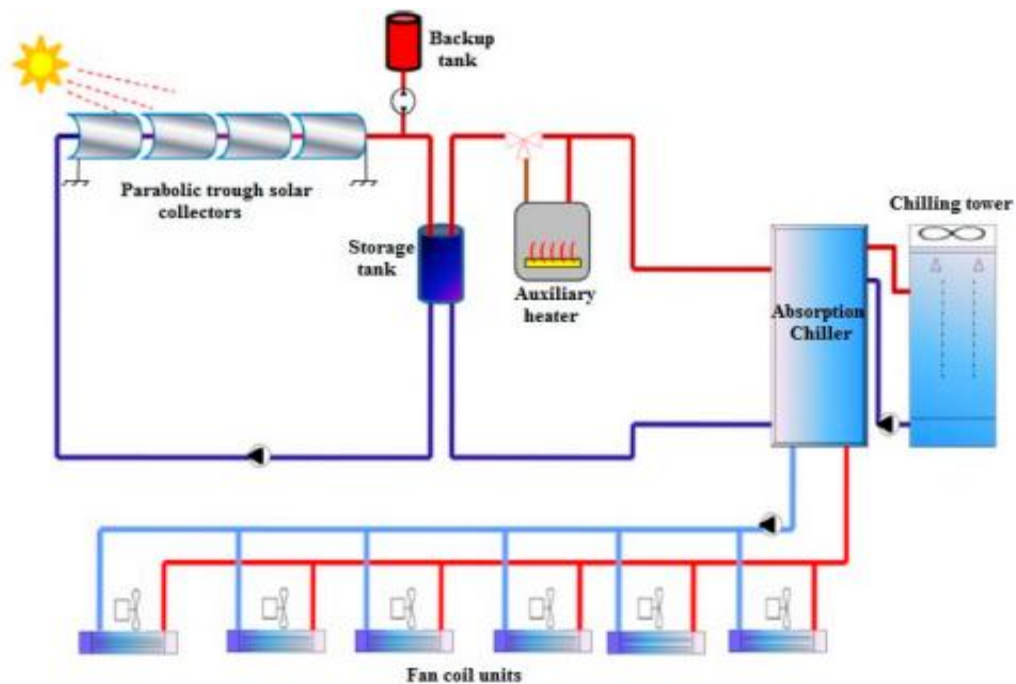 Backup
tank
Parabolic trough solar
collectors
Storage
tank
Auxiliary
heater
Chilling tower
Absorption
Chiller
Fan coil units